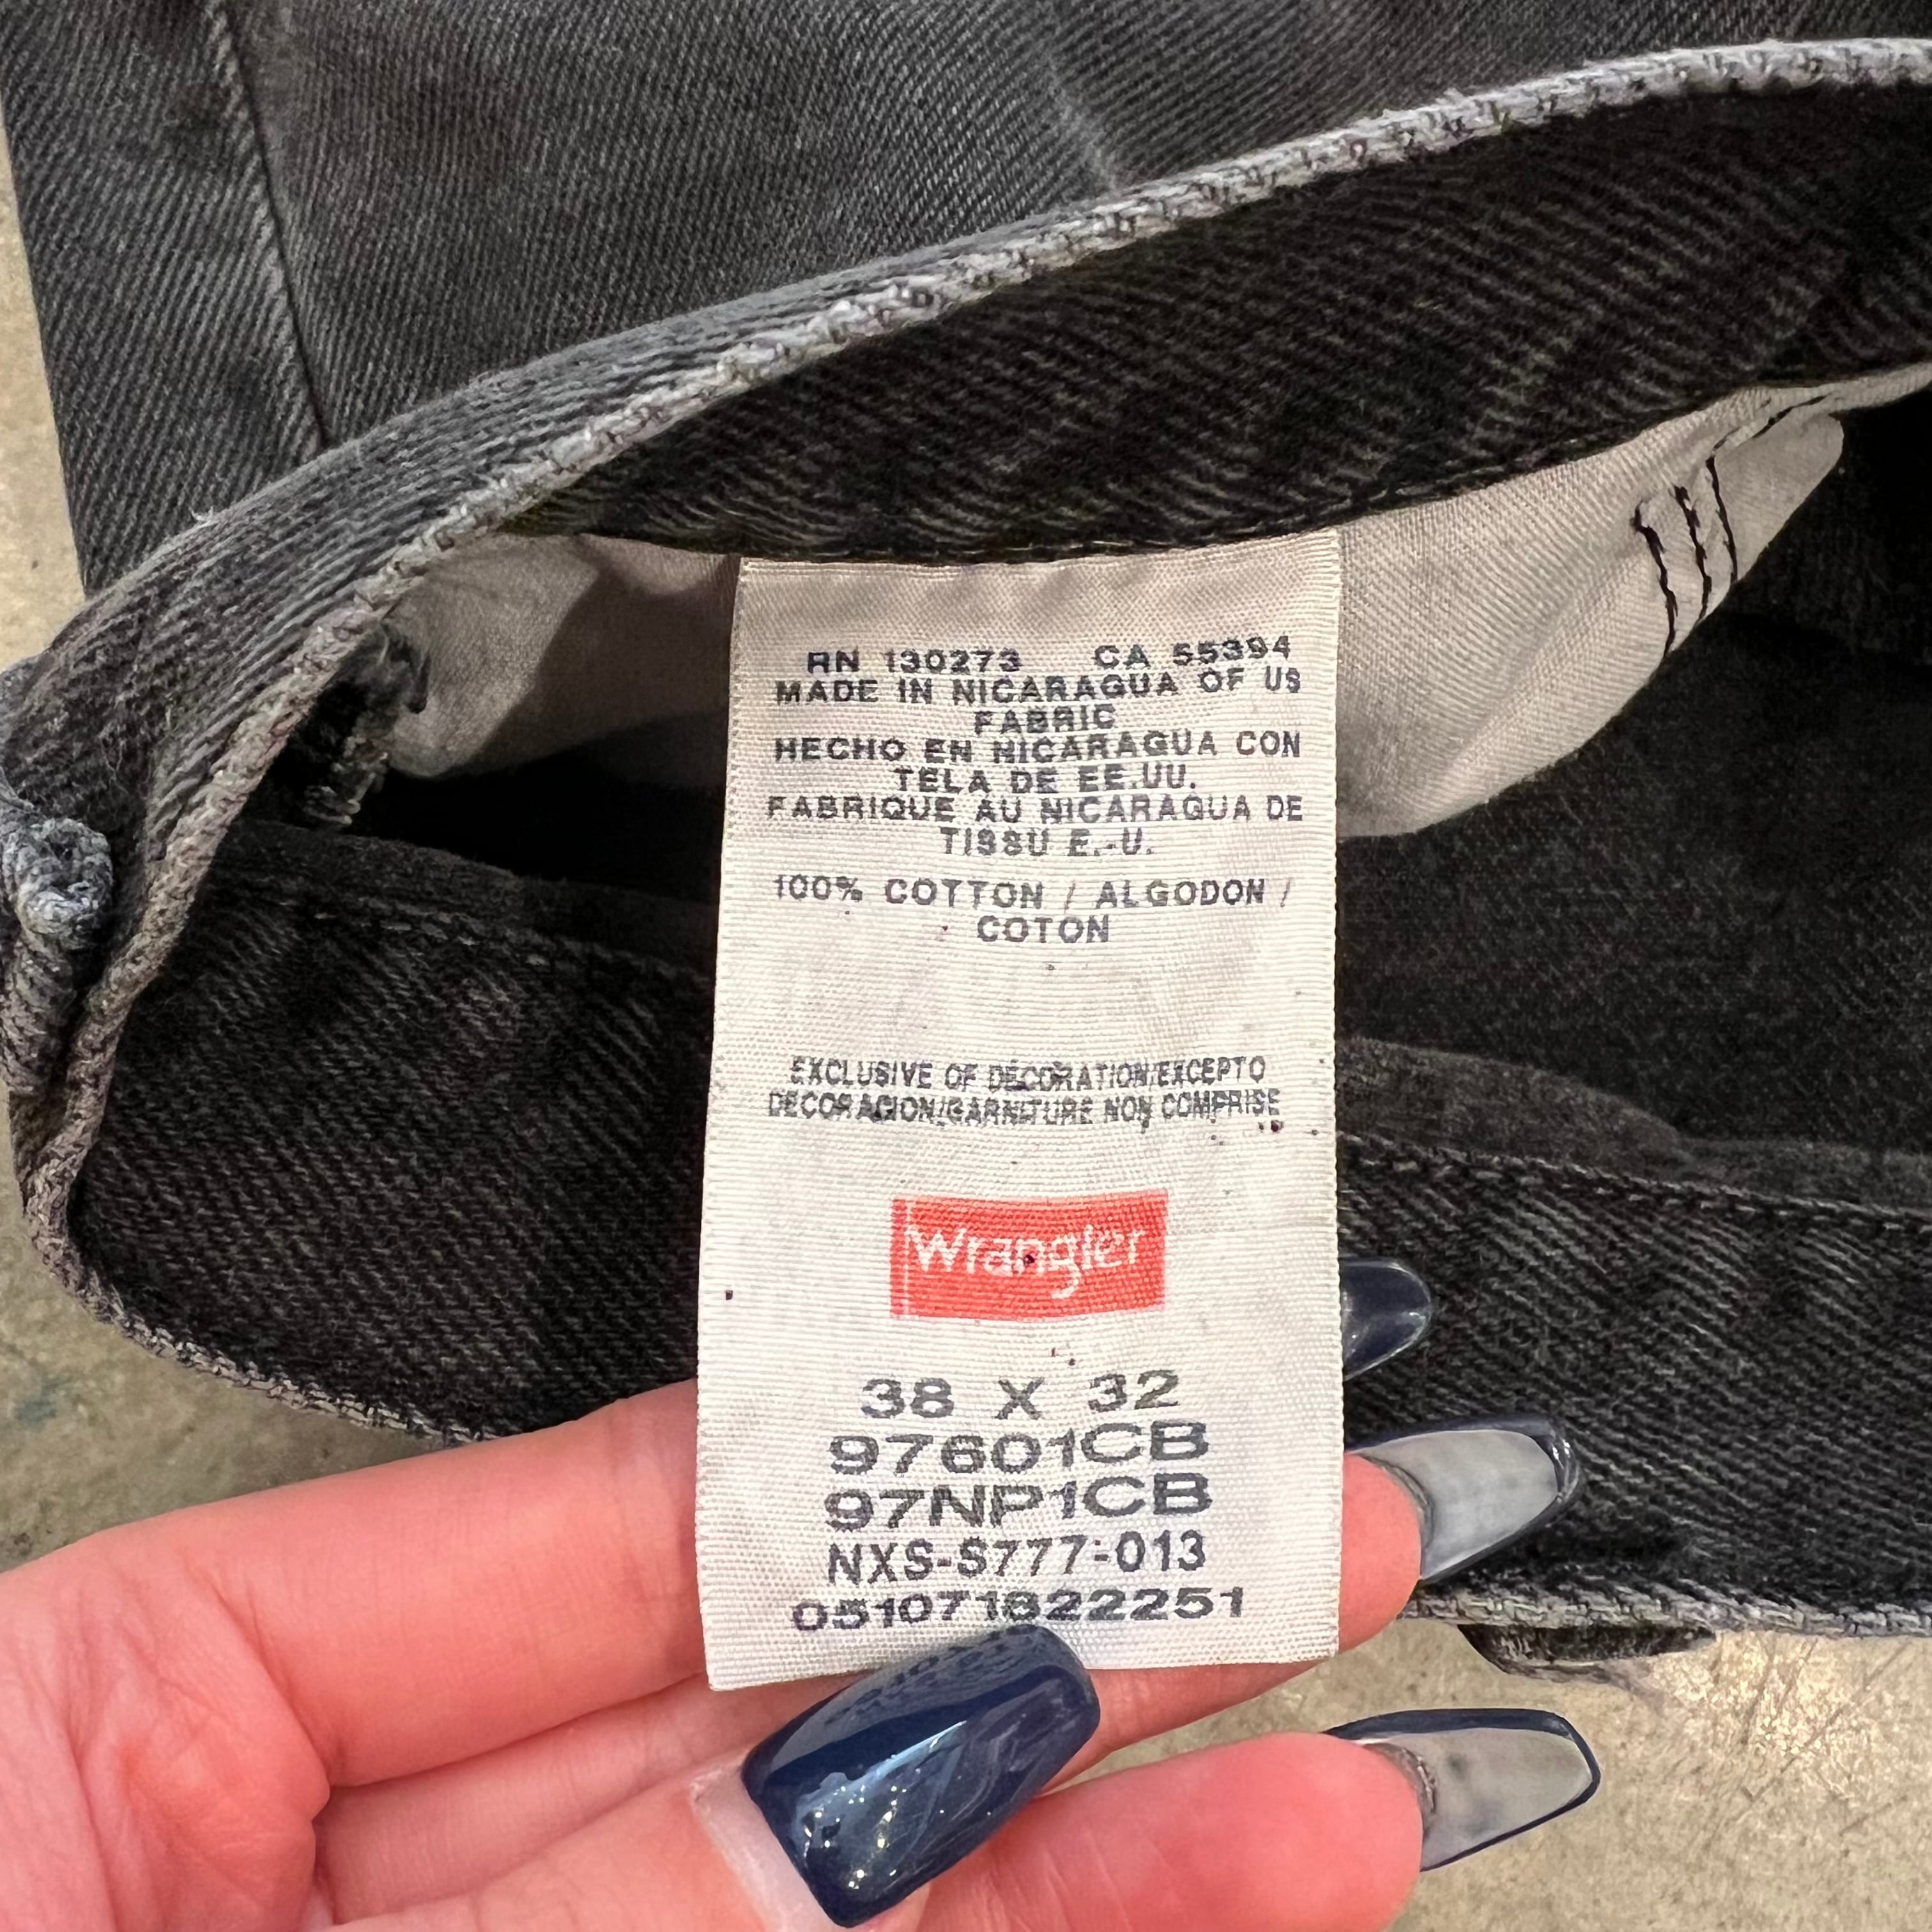 RN 130273 CA 55394
MADE IN NICARAGUA OF US
FABRIC
HECHO EN NICARAGUA CON
TELA DE EE.UU.
FABRIQUE AU NICARAGUA DE
TISSU E.-U.
100% COTTON / ALGODON /
COTON
EXCLUSIVE OF DÉCORATION/EXCEPTO
DECORACION/GARNITURE NON COMPRISE
Wrangler
38 X 32
97601CB
97NP1CB
NXS-S777-013
051071822251